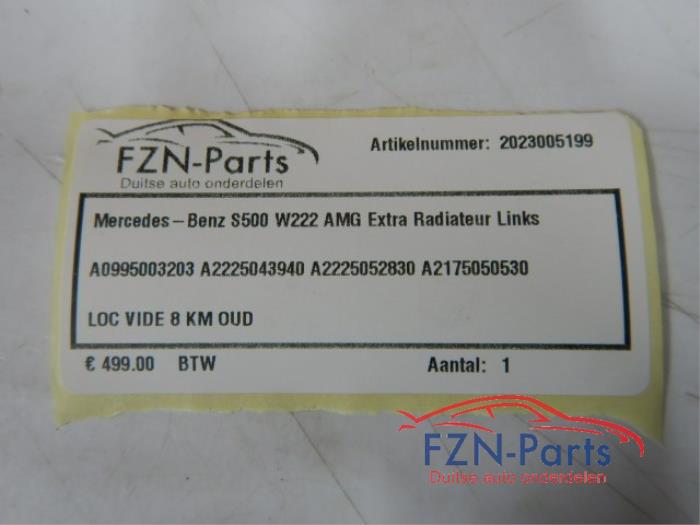 FZN-Parts
Duitse auto onderdelen
Artikelnummer: 2023005199
Mercedes-Benz S500 W222 AMG Extra Radiateur Links
A0995003203 A2225043940 A2225052830 A2175050530
LOC VIDE 8 KM OUD
€ 499.00 BTW
Aantal: 1
FZN-Parts
Duitse auto onderdelen